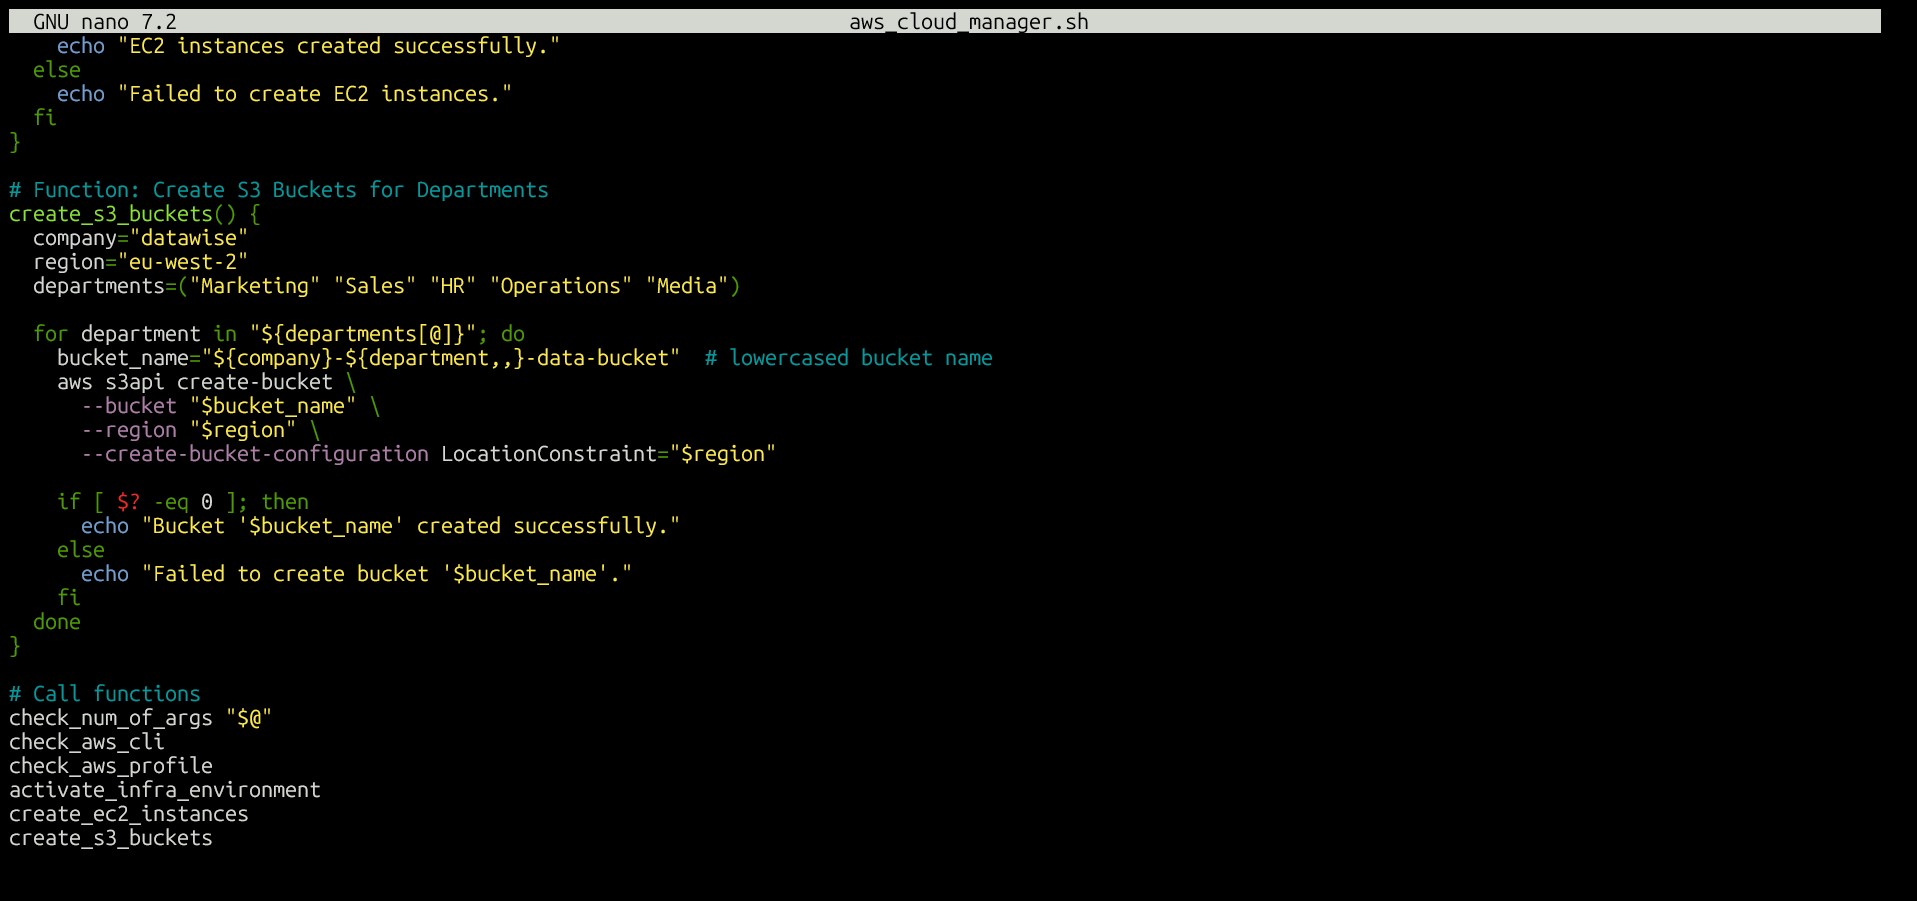 GNU nano 7.2 aws_cloud_manager.sh
    echo "EC2 instances created successfully."
  else
    echo "Failed to create EC2 instances."
  fi
}

# Function: Create S3 Buckets for Departments
create_s3_buckets() {
  company="datawise"
  region="eu-west-2"
  departments=("Marketing" "Sales" "HR" "Operations" "Media")

  for department in "${departments[@]}"; do
    bucket_name="${company}-${department,,}-data-bucket"  # lowercased bucket name
    aws s3api create-bucket \
      --bucket "$bucket_name" \
      --region "$region" \
      --create-bucket-configuration LocationConstraint="$region"

    if [ $? -eq 0 ]; then
      echo "Bucket '$bucket_name' created successfully."
    else
      echo "Failed to create bucket '$bucket_name'."
    fi
  done
}

# Call functions
check_num_of_args "$@"
check_aws_cli
check_aws_profile
activate_infra_environment
create_ec2_instances
create_s3_buckets